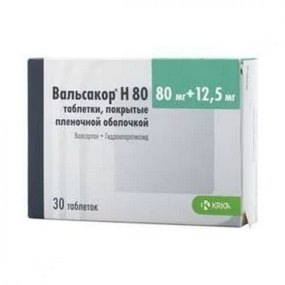 Вальсакор® Н 80
80 мг + 12,5 мг
таблетки, покрытые
пленочной оболочкой
Валсартан • Гидрохлоротиазид
30 таблеток
KRKA